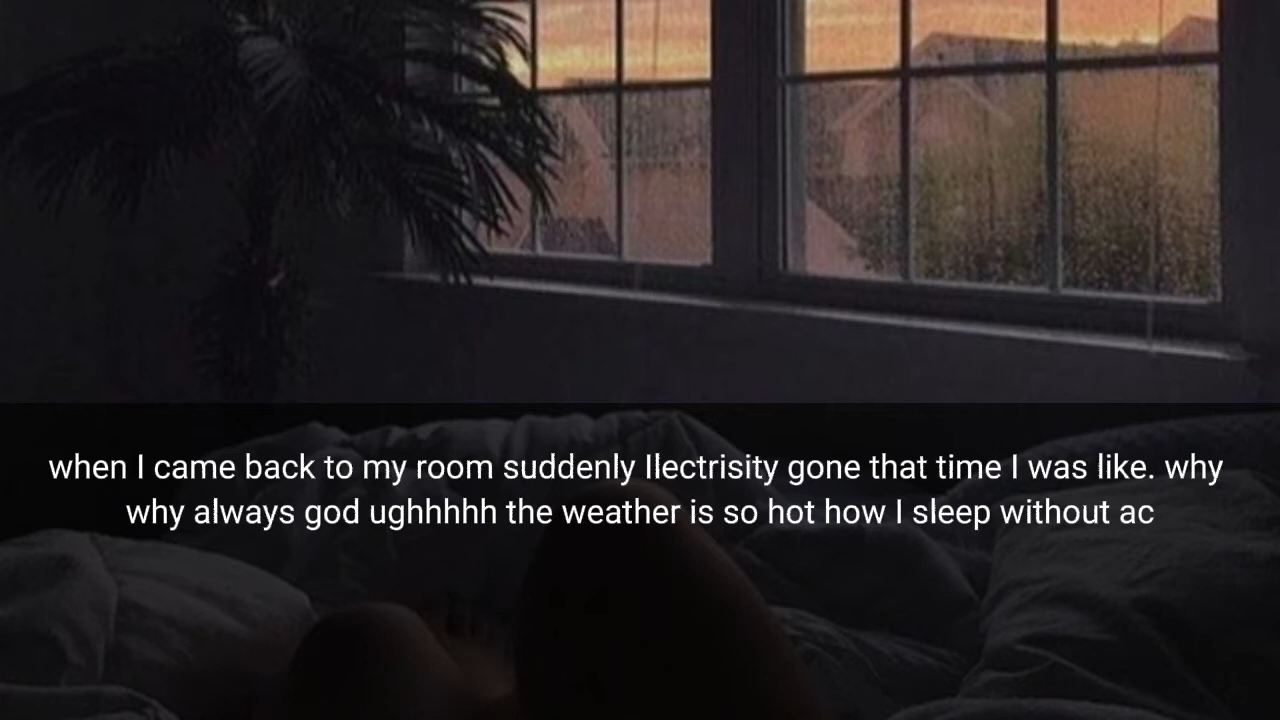 when I came back to my room suddenly Ilectrisity gone that time I was like. why
why always god ughhhhh the weather is so hot how I sleep without ac